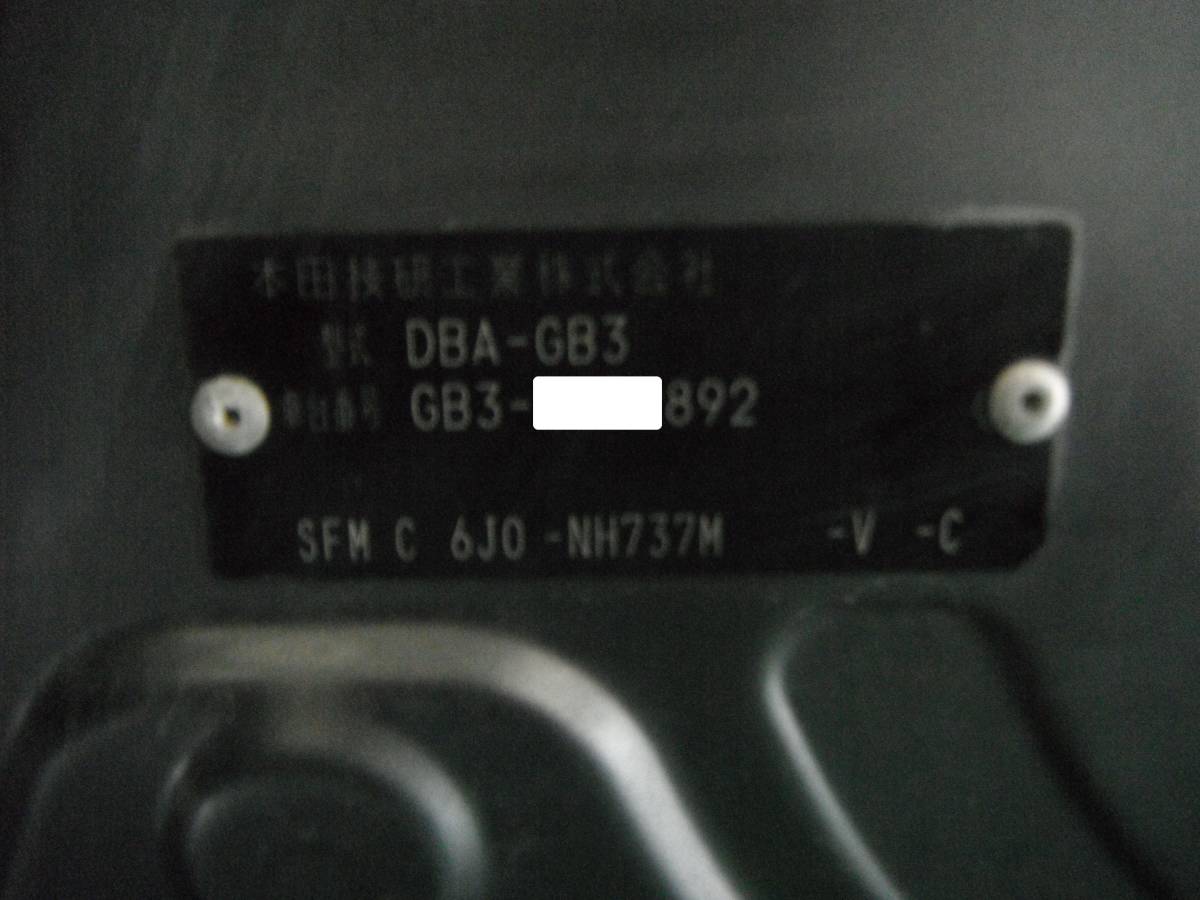 本田技研工業株式会社
型式 DBA-GB3
車台番号 GB3- 892
SFM C 6J0 -NH737M -V -C